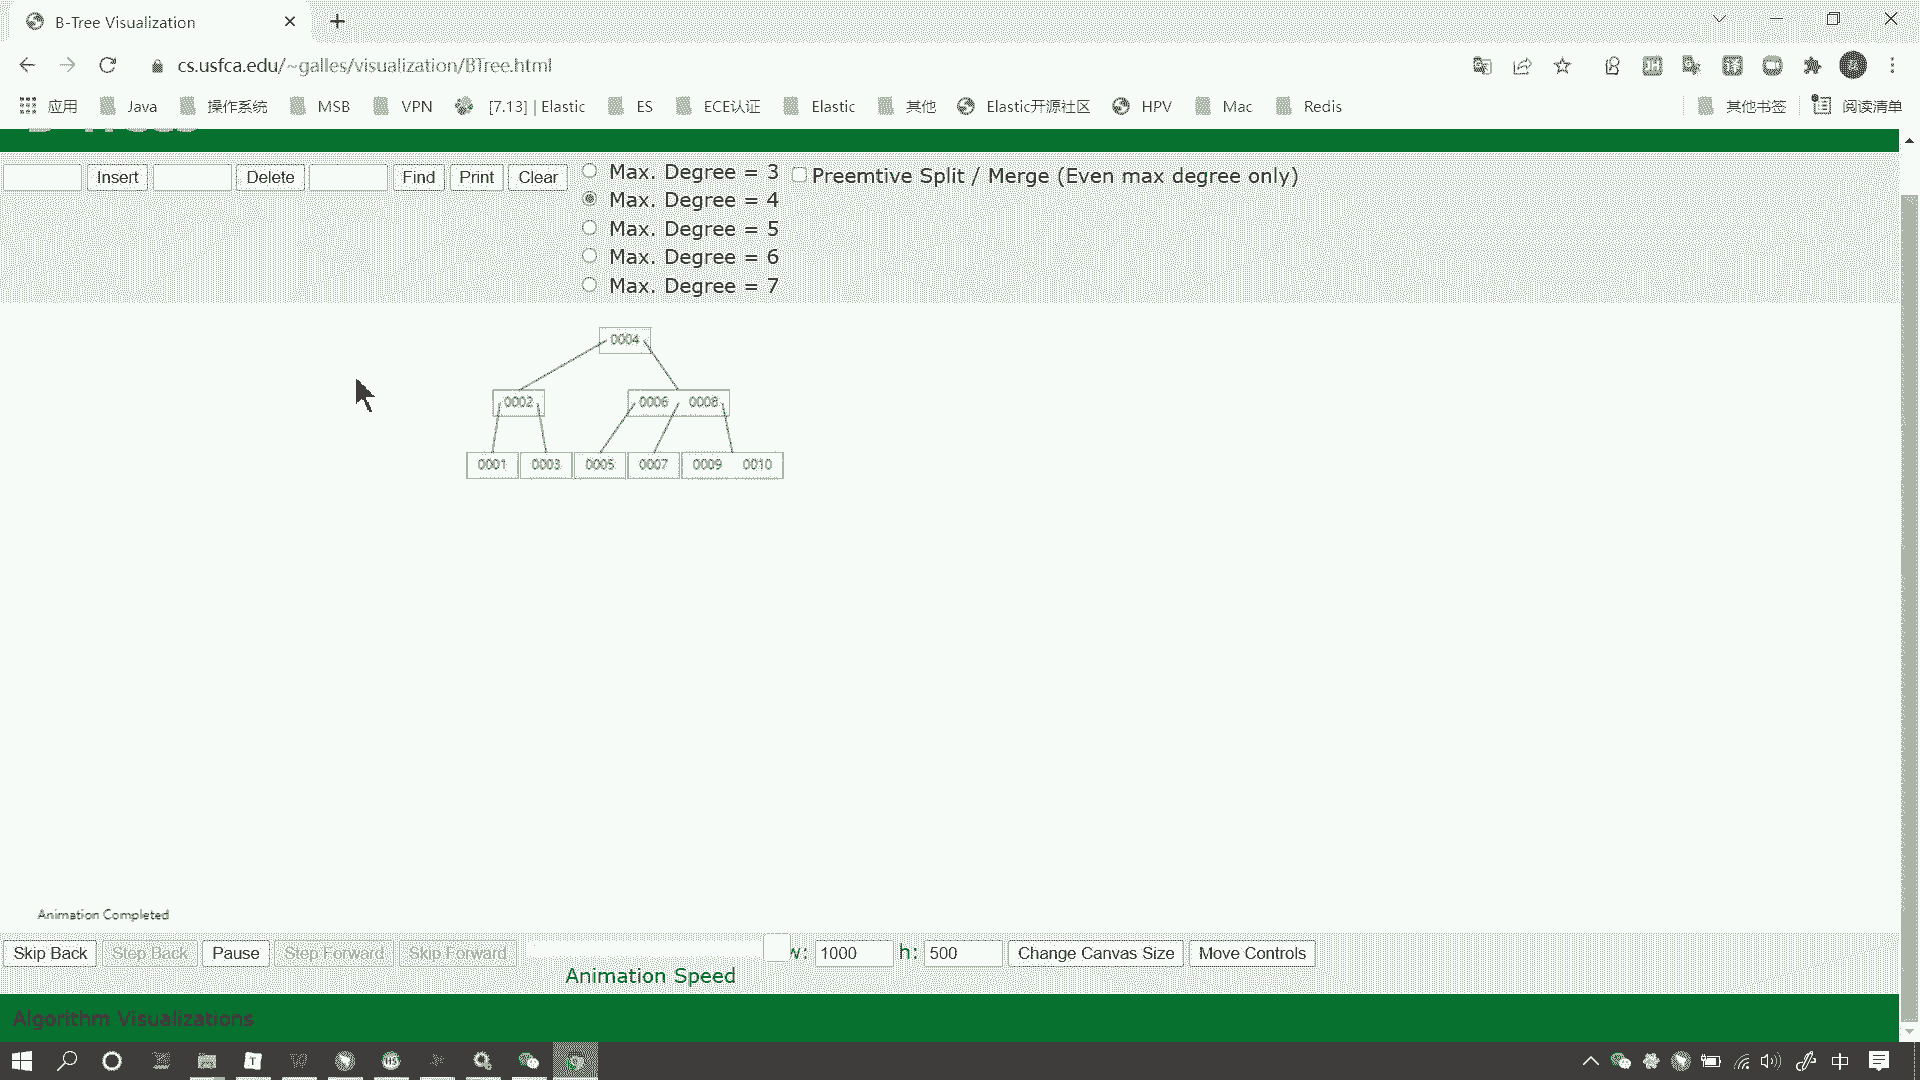 B-Tree Visualization
cs.usfca.edu/~galles/visualization/BTree.html
应用 Java 操作系统 MSB VPN [7.13] | Elastic ES ECE认证 Elastic 其他 Elastic开源社区 HPV Mac Redis 其他书签 阅读清单
Insert Delete Find Print Clear
Max. Degree = 3
Max. Degree = 4
Max. Degree = 5
Max. Degree = 6
Max. Degree = 7
Preemtive Split / Merge (Even max degree only)
0004
0002 0006 0008
0001 0003 0005 0007 0009 0010
Animation Completed
Skip Back Step Back Pause Step Forward Skip Forward w: 1000 h: 500 Change Canvas Size Move Controls
Animation Speed
Algorithm Visualizations
中